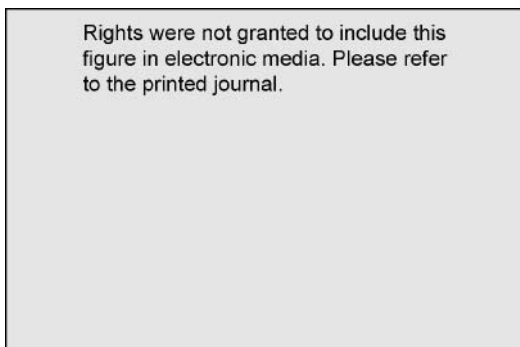 Rights were not granted to include this
figure in electronic media. Please refer
to the printed journal.